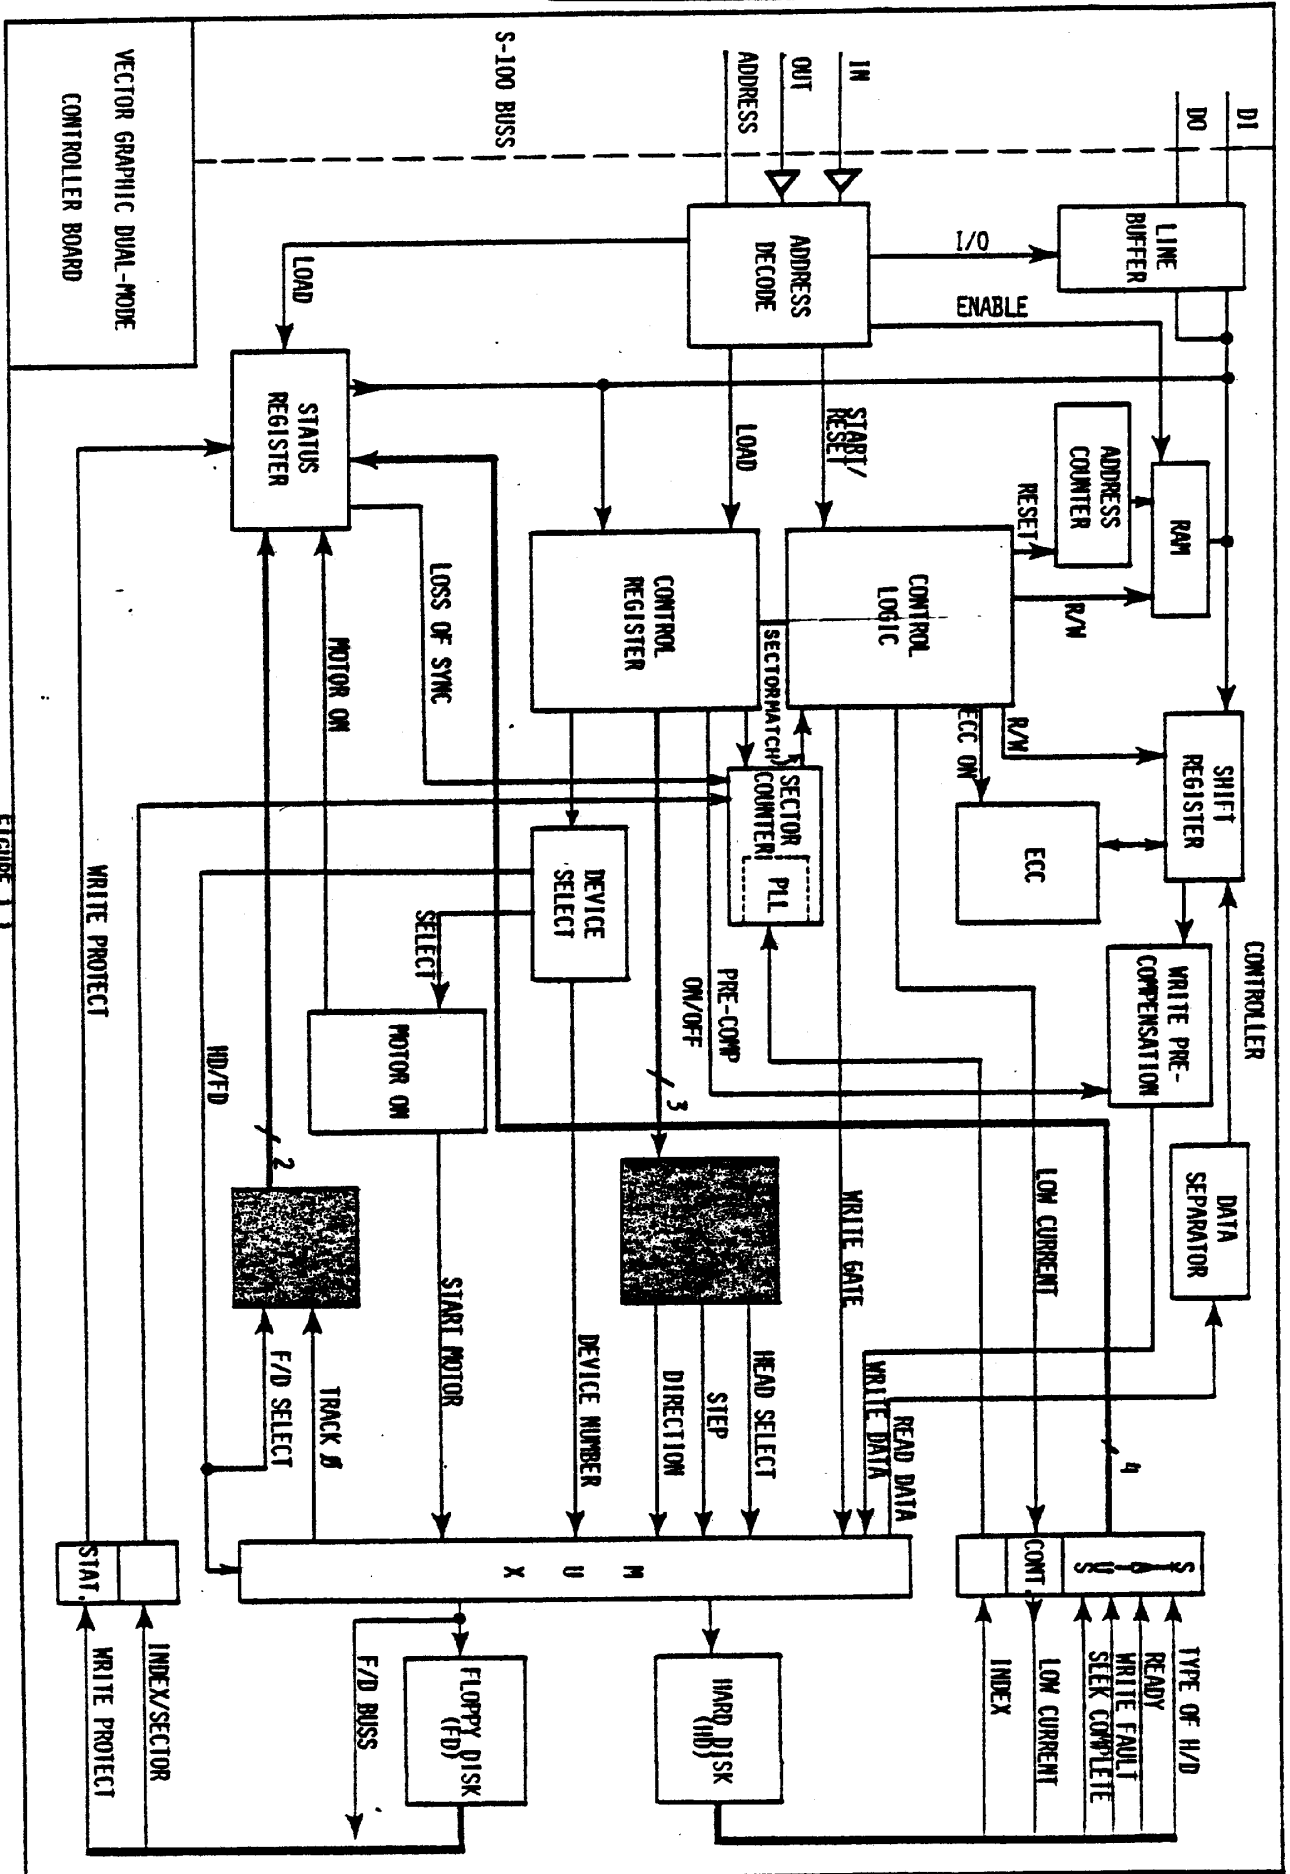 VECTOR GRAPHIC DUAL-MODE
CONTROLLER BOARD
S-100 BUSS
ADDRESS
OUT
IN
DO
DI
LINE
BUFFER
I/O
ENABLE
ADDRESS
DECODE
LOAD
STATUS
REGISTER
LOAD
START/
RESET
RESET
ADDRESS
COUNTER
RAM
R/W
CONTROL
LOGIC
CONTROL
REGISTER
SECTOR MATCH
LOSS OF SYNC
MOTOR ON
R/W
ECC ON
SHIFT
REGISTER
ECC
SECTOR
COUNTER
PLL
DEVICE
SELECT
SELECT
MOTOR ON
PRE-COMP
ON/OFF
WRITE PRE-
COMPENSATION
CONTROLLER
DATA
SEPARATOR
WRITE PROTECT
HD/FD
2
3
4
LOW CURRENT
WRITE GATE
WRITE DATA
READ DATA
HEAD SELECT
STEP
DIRECTION
DEVICE NUMBER
START MOTOR
TRACK Ø
F/D SELECT
MUX
STATUS
CONT.
STAT.
TYPE OF H/D
READY
WRITE FAULT
SEEK COMPLETE
LOW CURRENT
INDEX
HARD DISK
(HD)
FLOPPY DISK
(FD)
F/D BUSS
INDEX/SECTOR
WRITE PROTECT
FIGURE